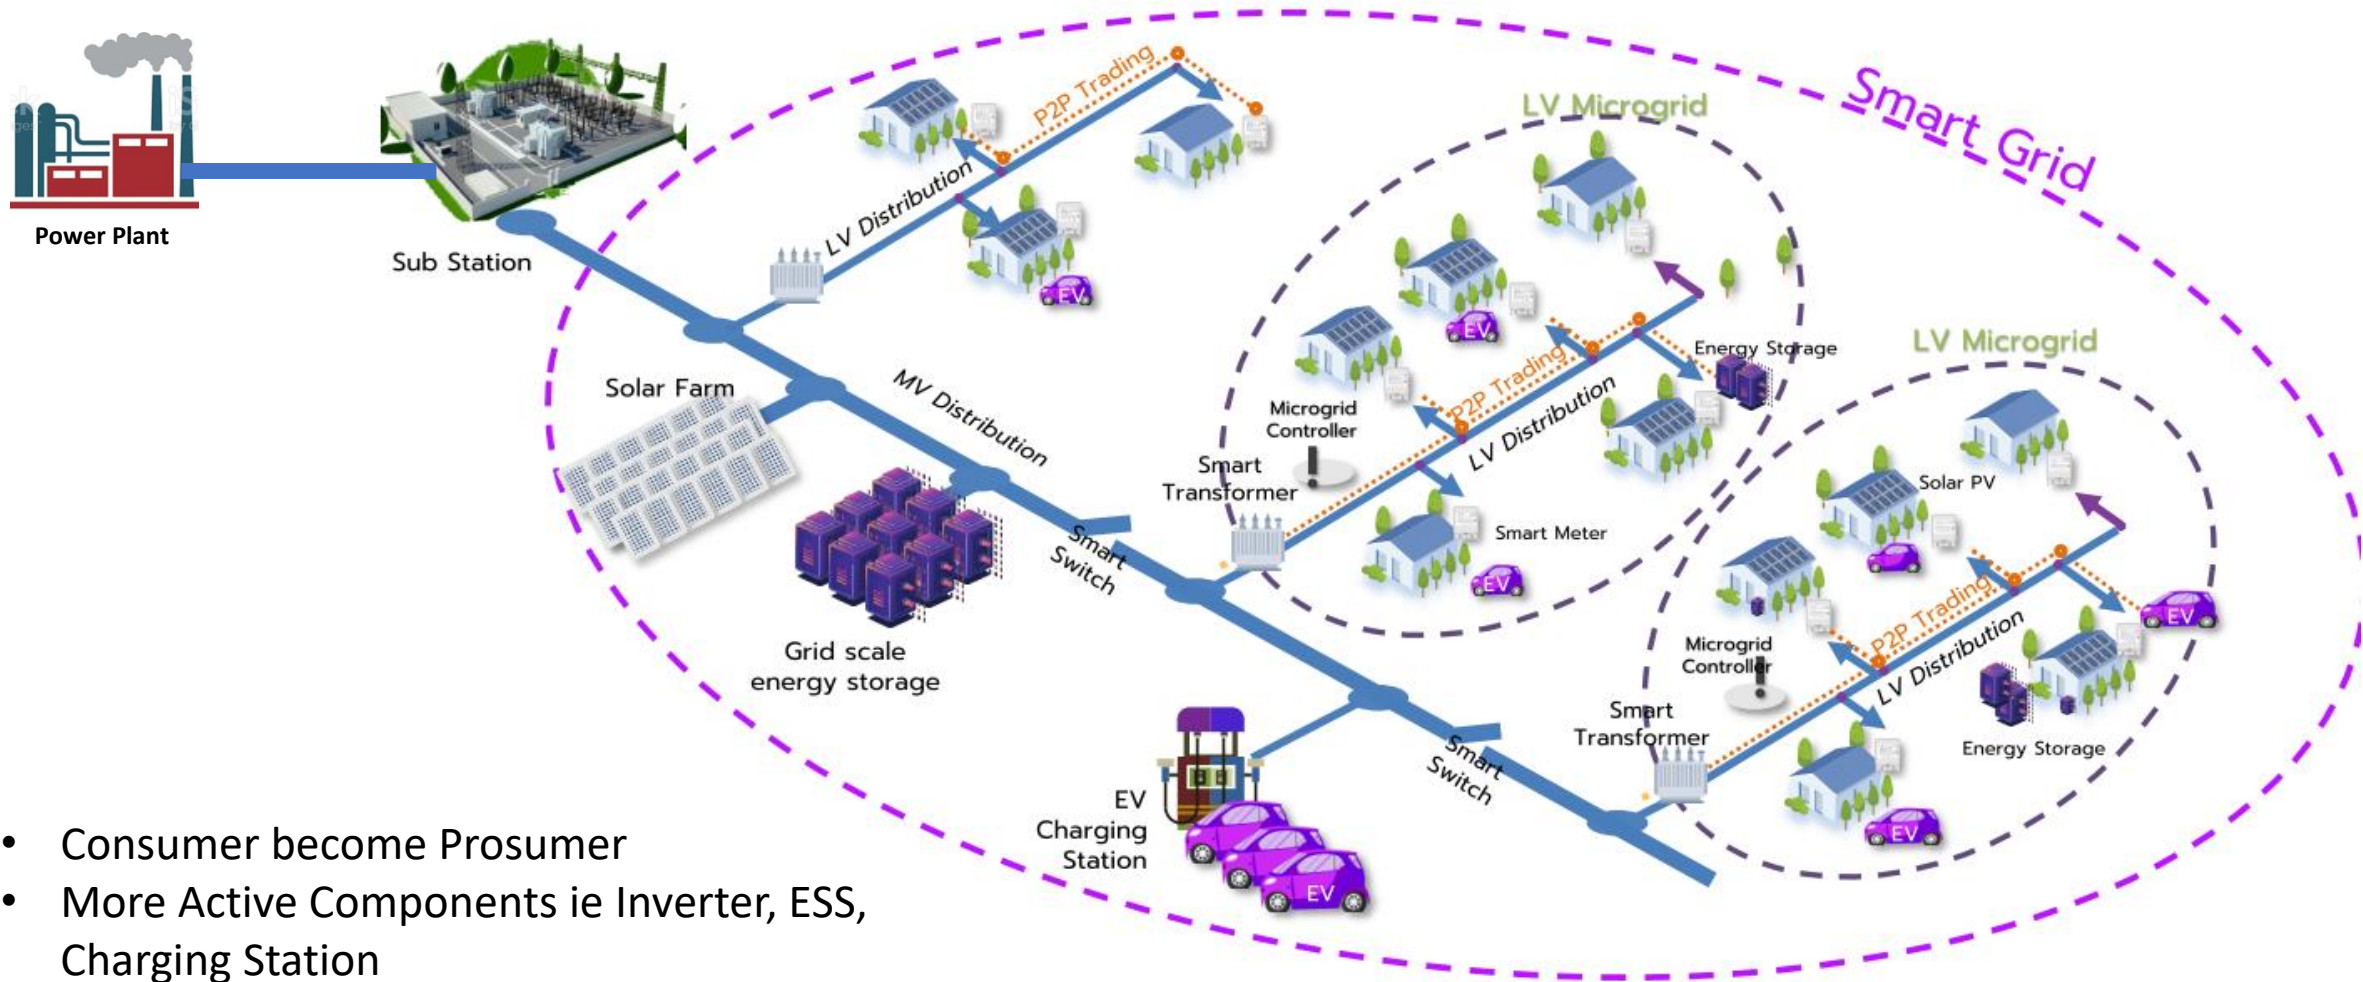 Power Plant
Sub Station
Smart Grid
P2P Trading
LV Distribution
EV
LV Microgrid
EV
P2P Trading
LV Distribution
Energy Storage
Microgrid
Controller
Smart
Transformer
Smart Meter
EV
Solar Farm
MV Distribution
Smart
Switch
Grid scale
energy storage
LV Microgrid
Solar PV
P2P Trading
LV Distribution
EV
Microgrid
Controller
Smart
Transformer
Energy Storage
EV
Smart
Switch
EV
Charging
Station
EV
• Consumer become Prosumer
• More Active Components ie Inverter, ESS,
Charging Station